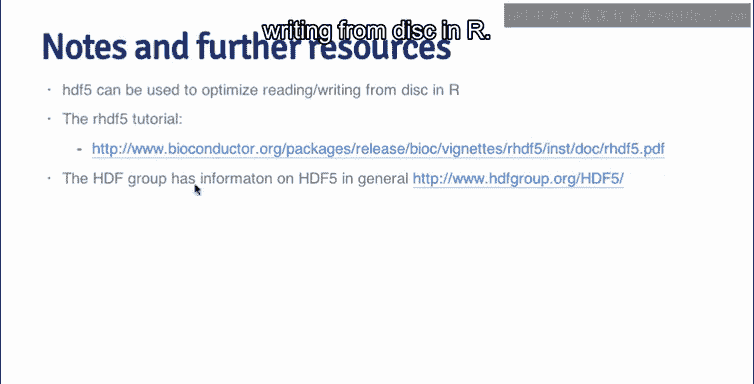 writing from disc in R.
Notes and further resources
hdf5 can be used to optimize reading/writing from disc in R
The rhdf5 tutorial:
- http://www.bioconductor.org/packages/release/bioc/vignettes/rhdf5/inst/doc/rhdf5.pdf
The HDF group has informaton on HDF5 in general http://www.hdfgroup.org/HDF5/